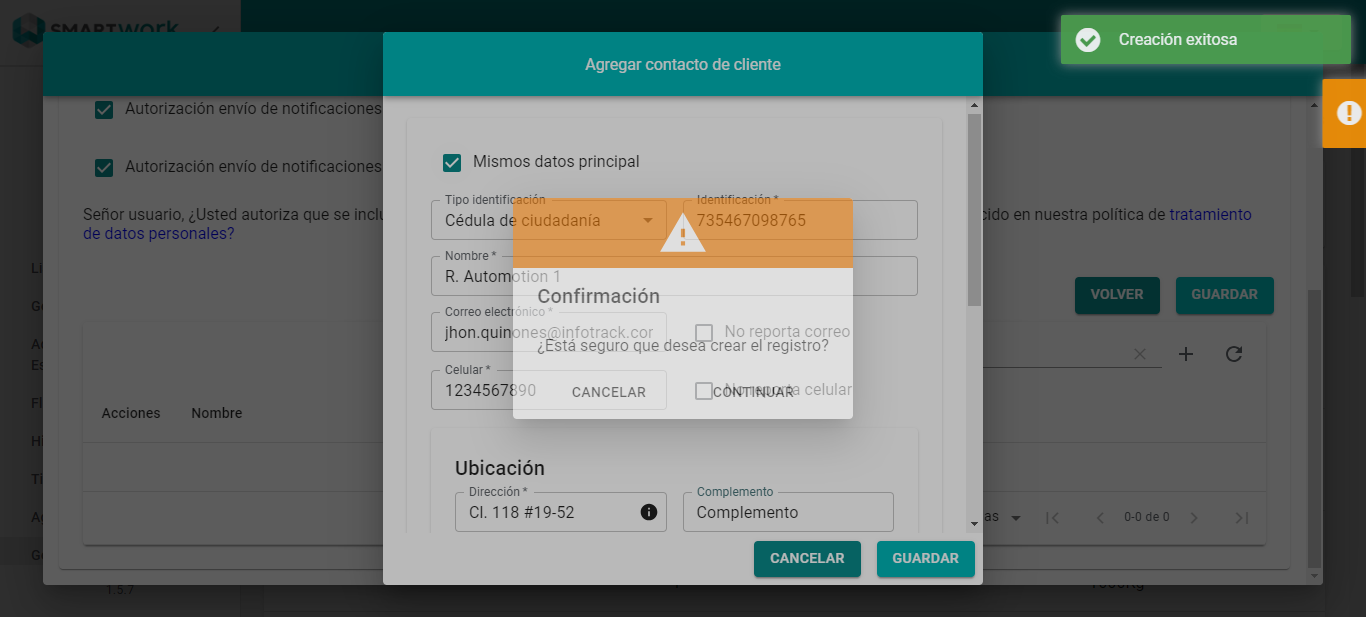 SMARTwork
Creación exitosa
Agregar contacto de cliente
Autorización envío de notificaciones
Mismos datos principal
Autorización envío de notificaciones
Tipo identificación
Identificación *
Cédula de ciudadanía
735467098765
Señor usuario, ¿Usted autoriza que se
cido en nuestra política de tratamiento
de datos personales?
Nombre *
R. Automotion 1
Confirmación
VOLVER
GUARDAR
Correo electrónico *
jhon.quinones@infotrack.cor
No reporta correo
¿Está seguro que desea crear el registro?
Celular *
1234567890
CANCELAR
No reporta celular
CONTINUAR
Acciones
Nombre
Ubicación
Dirección *
Cl. 118 #19-52
Complemento
Complemento
as
0-0 de 0
CANCELAR
GUARDAR
1.5.7